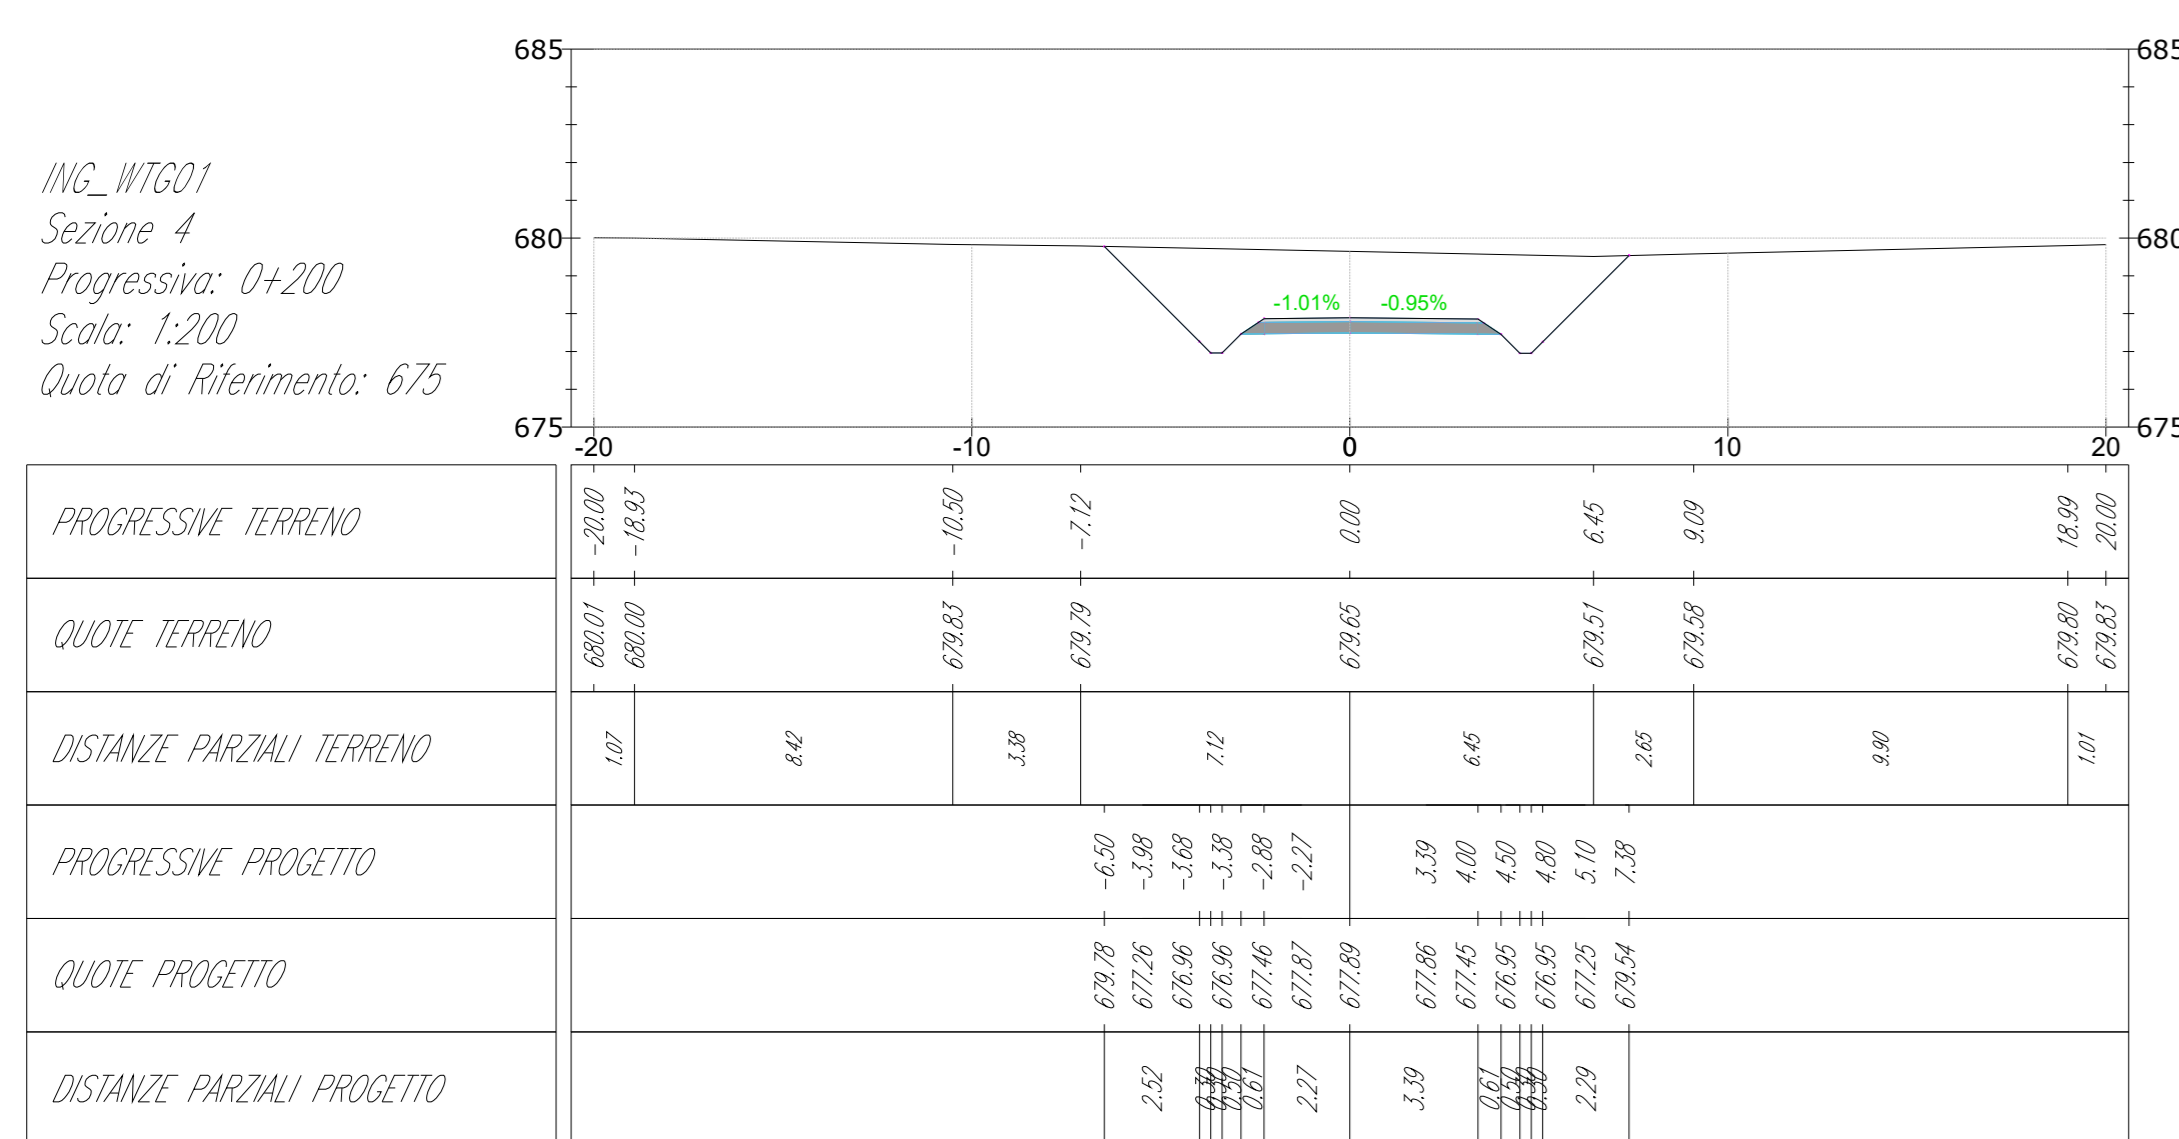 685 685
ING_WTG01
Sezione 4
Progressiva: 0+200
Scala: 1:200
Quota di Riferimento: 675
680 680
-1.01% -0.95%
675 675
-20 -10 0 10 20
PROGRESSIVE TERRENO -20.00 -18.93 -10.50 -7.12 0.00 6.45 9.09 18.99 20.00
QUOTE TERRENO 680.01 680.00 679.83 679.79 679.65 679.51 679.58 679.80 679.83
DISTANZE PARZIALI TERRENO 1.07 8.42 3.38 7.12 6.45 2.65 9.90 1.01
PROGRESSIVE PROGETTO -6.50 -3.98 -3.68 -3.38 -2.88 -2.27 3.39 4.00 4.50 4.80 5.10 7.38
QUOTE PROGETTO 679.78 677.26 676.96 676.96 677.46 677.87 677.89 677.86 677.45 676.95 676.95 677.25 679.54
DISTANZE PARZIALI PROGETTO 2.52 0.61 2.27 3.39 0.61 2.29